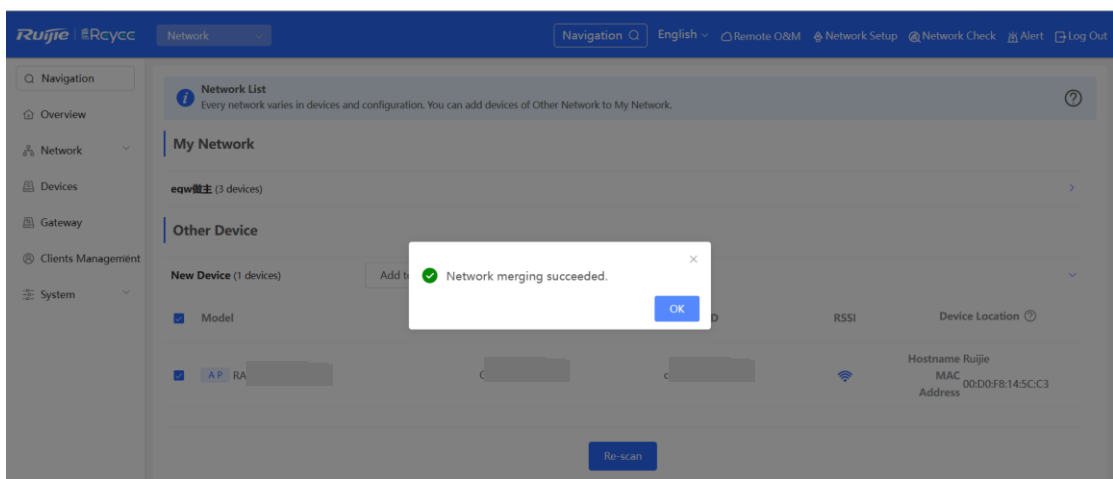 Ruijie Rcycc Network Navigation English Remote O&M Network Setup Network Check Alert Log Out
Navigation
Overview
Network
Devices
Gateway
Clients Management
System
Network List
Every network varies in devices and configuration. You can add devices of Other Network to My Network.
My Network
eqw做主 (3 devices)
Other Device
New Device (1 devices) Add to
Network merging succeeded.
OK
Model RSSI Device Location
AP RA
Hostname Ruijie
MAC Address 00:D0:F8:14:5C:C3
Re-scan